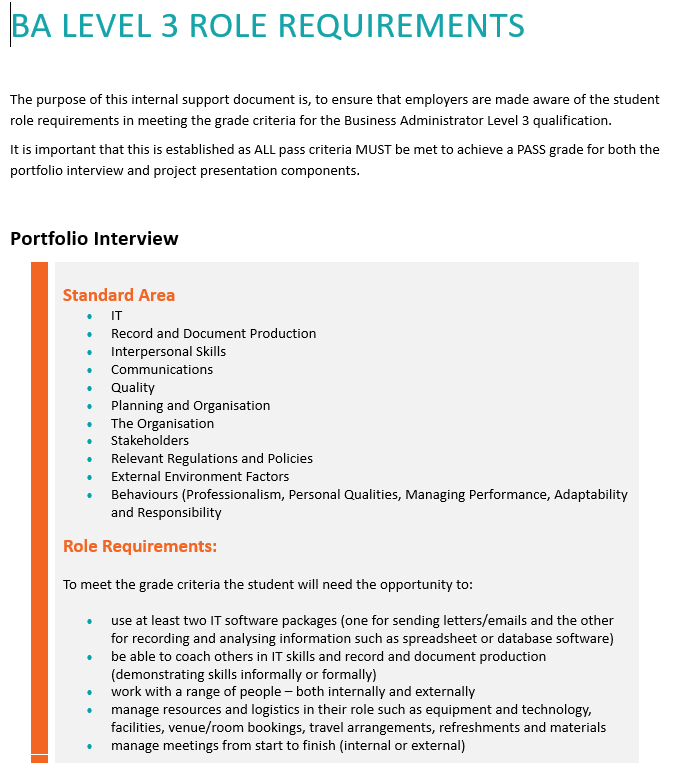 BA LEVEL 3 ROLE REQUIREMENTS
The purpose of this internal support document is, to ensure that employers are made aware of the student
role requirements in meeting the grade criteria for the Business Administrator Level 3 qualification.
It is important that this is established as ALL pass criteria MUST be met to achieve a PASS grade for both the
portfolio interview and project presentation components.
Portfolio Interview
Standard Area
• IT
• Record and Document Production
• Interpersonal Skills
• Communications
• Quality
• Planning and Organisation
• The Organisation
• Stakeholders
• Relevant Regulations and Policies
• External Environment Factors
• Behaviours (Professionalism, Personal Qualities, Managing Performance, Adaptability
and Responsibility
Role Requirements:
To meet the grade criteria the student will need the opportunity to:
• use at least two IT software packages (one for sending letters/emails and the other
for recording and analysing information such as spreadsheet or database software)
• be able to coach others in IT skills and record and document production
(demonstrating skills informally or formally)
• work with a range of people – both internally and externally
• manage resources and logistics in their role such as equipment and technology,
facilities, venue/room bookings, travel arrangements, refreshments and materials
• manage meetings from start to finish (internal or external)